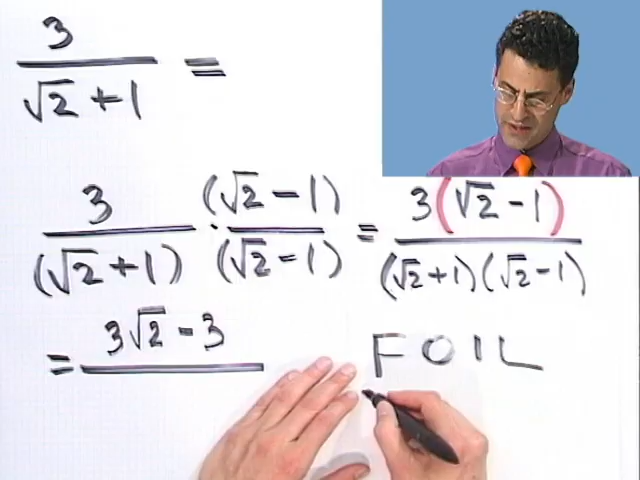 3
√2 + 1 =
3 (√2 - 1) = 3(√2 - 1)
(√2 + 1) · (√2 - 1) (√2 + 1)(√2 - 1)
= 3√2 - 3
FOIL